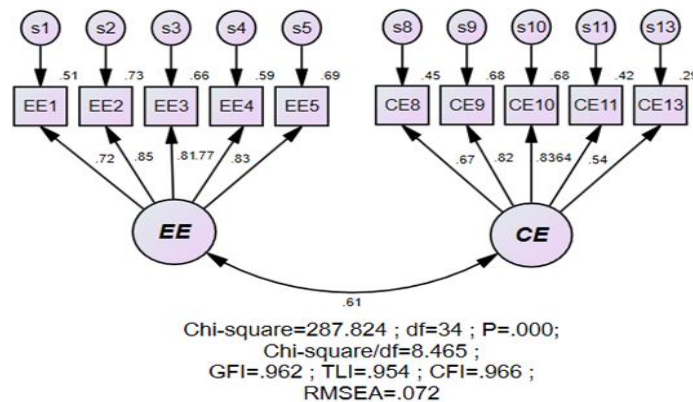 s1 s2 s3 s4 s5 s8 s9 s10 s11 s13
.51 .73 .66 .59 .69 .45 .68 .68 .42 .29
EE1 EE2 EE3 EE4 EE5 CE8 CE9 CE10 CE11 CE13
.72 .85 .81 .77 .83 .67 .82 .83 64 .54
EE CE
.61
Chi-square=287.824 ; df=34 ; P=.000;
Chi-square/df=8.465 ;
GFI=.962 ; TLI=.954 ; CFI=.966 ;
RMSEA=.072